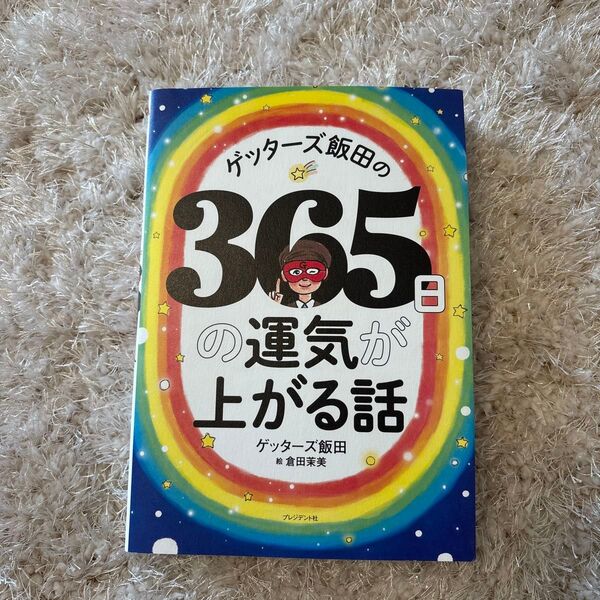 ゲッターズ飯田の
365日
の運気が
上がる話
ゲッターズ飯田
絵 倉田茉美
プレジデント社